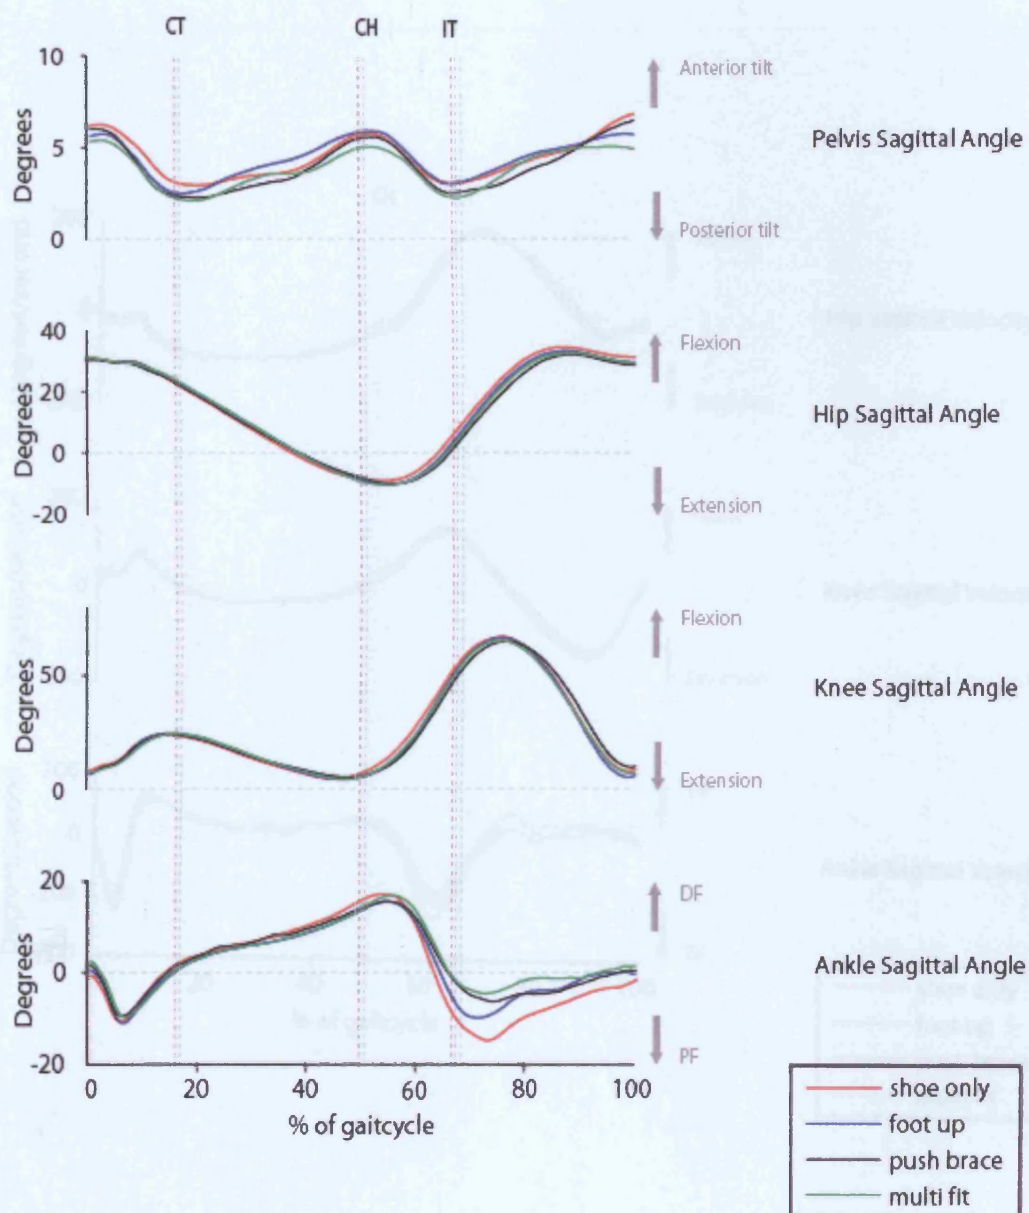 CT CH IT
10
5
0
Degrees
Anterior tilt
Posterior tilt
Pelvis Sagittal Angle
40
20
0
-20
Degrees
Flexion
Extension
Hip Sagittal Angle
50
0
Degrees
Flexion
Extension
Knee Sagittal Angle
20
0
-20
Degrees
DF
PF
Ankle Sagittal Angle
0 20 40 60 80 100
% of gaitcycle
shoe only
foot up
push brace
multi fit